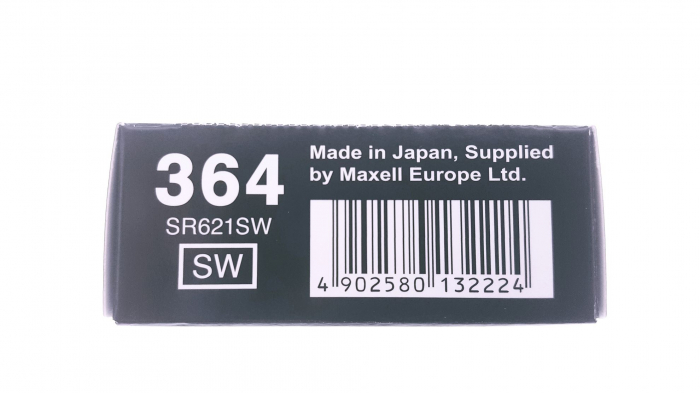 364
SR621SW
SW
Made in Japan, Supplied
by Maxell Europe Ltd.
4 902580 132224